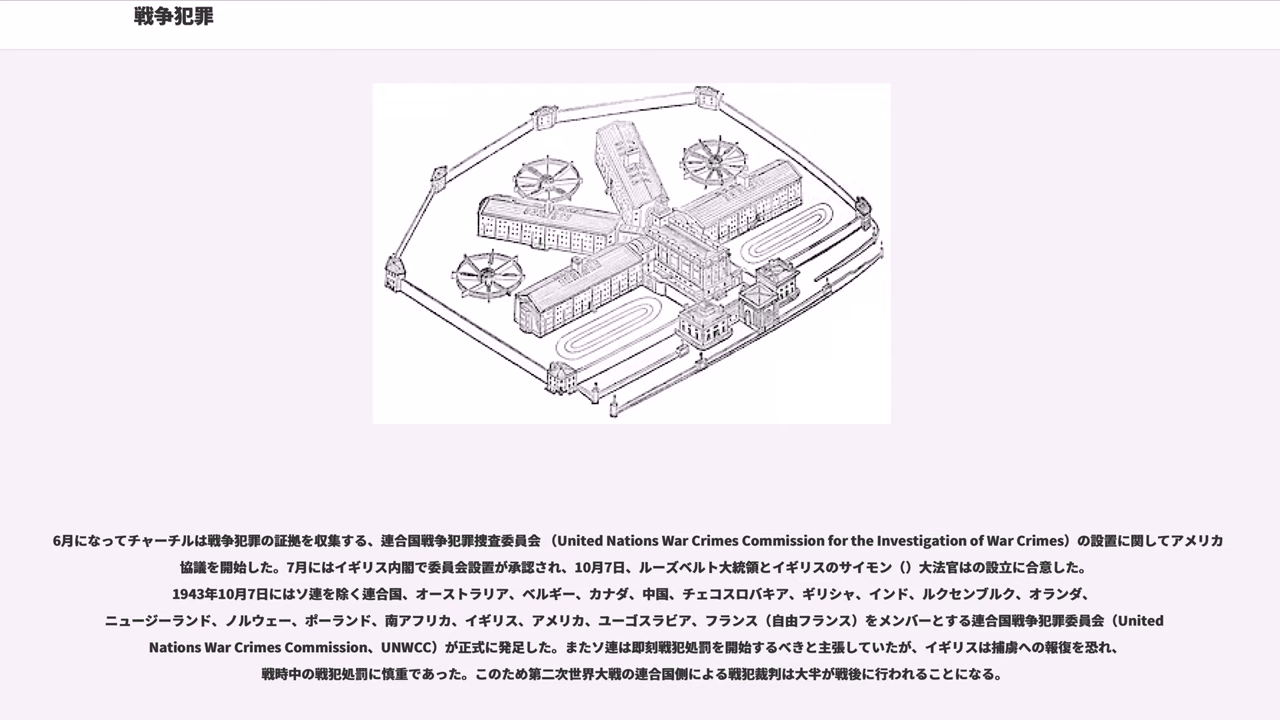 戦争犯罪
6月になってチャーチルは戦争犯罪の証拠を収集する、連合国戦争犯罪捜査委員会 （United Nations War Crimes Commission for the Investigation of War Crimes）の設置に関してアメリカ
協議を開始した。7月にはイギリス内閣で委員会設置が承認され、10月7日、ルーズベルト大統領とイギリスのサイモン（）大法官はの設立に合意した。
1943年10月7日にはソ連を除く連合国、オーストラリア、ベルギー、カナダ、中国、チェコスロバキア、ギリシャ、インド、ルクセンブルク、オランダ、
ニュージーランド、ノルウェー、ポーランド、南アフリカ、イギリス、アメリカ、ユーゴスラビア、フランス（自由フランス）をメンバーとする連合国戦争犯罪委員会（United
Nations War Crimes Commission、UNWCC）が正式に発足した。またソ連は即刻戦犯処罰を開始するべきと主張していたが、イギリスは捕虜への報復を恐れ、
戦時中の戦犯処罰に慎重であった。このため第二次世界大戦の連合国側による戦犯裁判は大半が戦後に行われることになる。